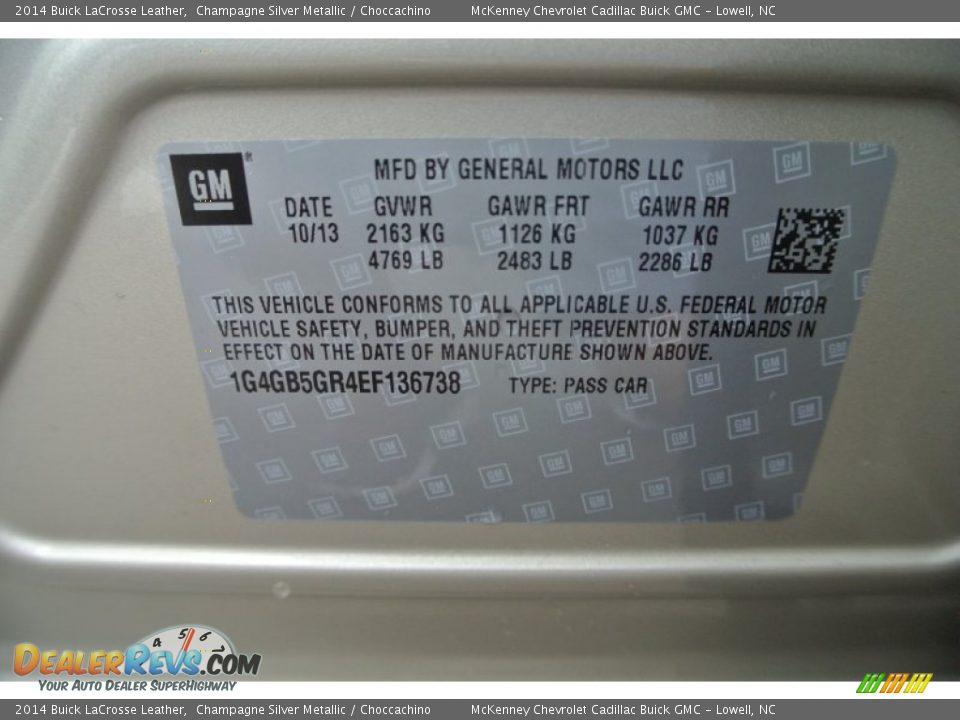 2014 Buick LaCrosse Leather, Champagne Silver Metallic / Choccachino McKenney Chevrolet Cadillac Buick GMC – Lowell, NC
GM®
MFD BY GENERAL MOTORS LLC
DATE GVWR GAWR FRT GAWR RR
10/13 2163 KG 1126 KG 1037 KG
4769 LB 2483 LB 2286 LB
THIS VEHICLE CONFORMS TO ALL APPLICABLE U.S. FEDERAL MOTOR
VEHICLE SAFETY, BUMPER, AND THEFT PREVENTION STANDARDS IN
EFFECT ON THE DATE OF MANUFACTURE SHOWN ABOVE.
1G4GB5GR4EF136738 TYPE: PASS CAR
4 5 6 7
DEALERREVS.COM
YOUR AUTO DEALER SUPERHIGHWAY
2014 Buick LaCrosse Leather, Champagne Silver Metallic / Choccachino McKenney Chevrolet Cadillac Buick GMC – Lowell, NC